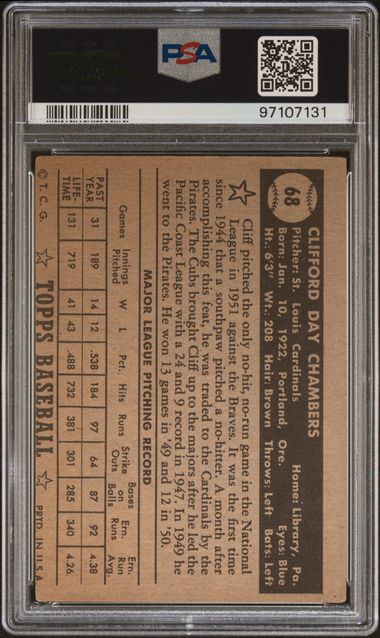 PSA
97107131
68
CLIFFORD DAY CHAMBERS
Pitcher: St. Louis Cardinals Home: Library, Pa.
Born: Jan. 10, 1922, Portland, Ore. Eyes: Blue
Ht.: 6'3" Wt.: 208 Hair: Brown Throws: Left Bats: Left
Cliff pitched the only no-hit, no-run game in the National
League in 1951 against the Braves. It was the first time
since 1944 that a southpaw pitched a no-hitter. A month after
accomplishing this feat, he was traded to the Cardinals by the
Pirates. The Cubs brought Cliff up to the majors after he led the
Pacific Coast League with a 24 and 9 record in 1947. In 1949 he
went to the Pirates. He won 13 games in '49 and 12 in '50.
MAJOR LEAGUE PITCHING RECORD
Games Innings Pitched W L Pct. Hits Runs Strike Outs Bases on Balls Ern. Runs Ern. Run Avg.
PAST YEAR 31 189 14 12 .538 184 97 64 87 92 4.38
LIFE-TIME 131 719 41 43 .488 732 381 301 285 340 4.26
© T. C. G. TOPPS BASEBALL PRTD. IN U.S.A.